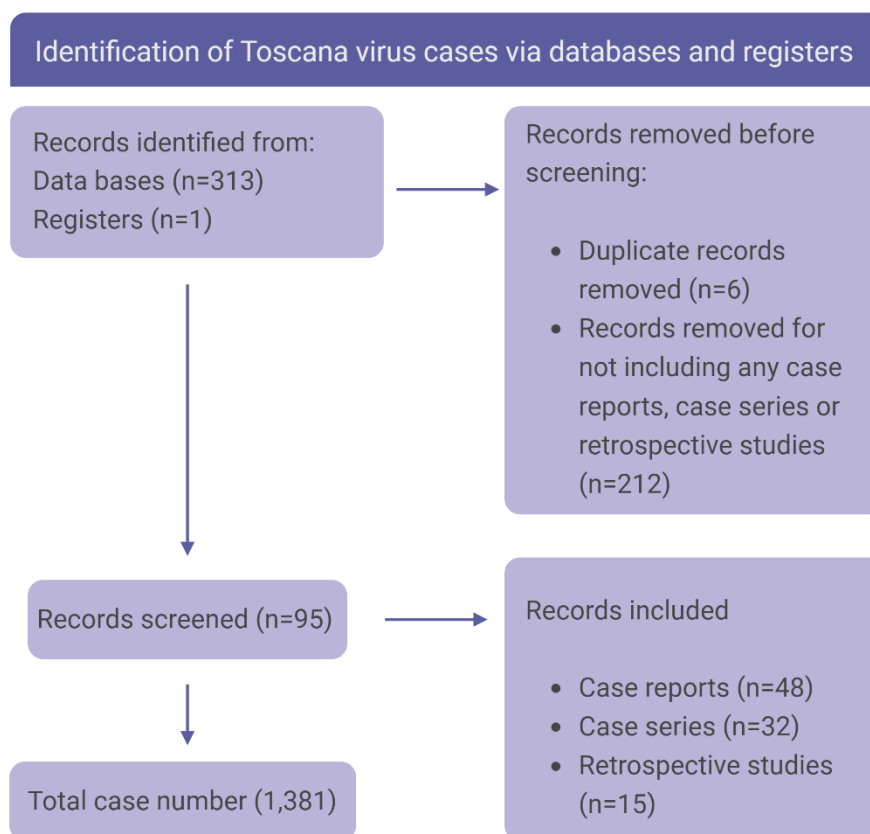 Identification of Toscana virus cases via databases and registers
Records identified from:
Data bases (n=313)
Registers (n=1)
Records removed before
screening:
• Duplicate records
removed (n=6)
• Records removed for
not including any case
reports, case series or
retrospective studies
(n=212)
Records screened (n=95)
Records included
• Case reports (n=48)
• Case series (n=32)
• Retrospective studies
(n=15)
Total case number (1,381)